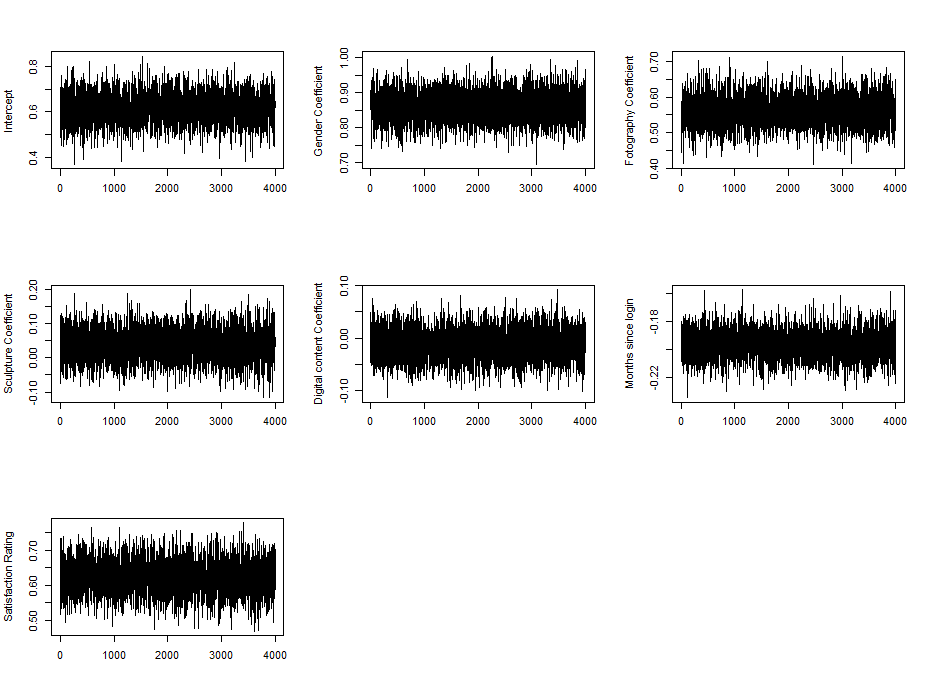 Intercept
0.4 0.6 0.8
0 1000 2000 3000 4000
Gender Coefficient
0.70 0.80 0.90 1.00
0 1000 2000 3000 4000
Fotography Coefficient
0.40 0.50 0.60 0.70
0 1000 2000 3000 4000
Sculpture Coefficient
-0.10 0.00 0.10 0.20
0 1000 2000 3000 4000
Digital content Coefficient
-0.10 0.00 0.10
0 1000 2000 3000 4000
Months since login
-0.22 -0.18
0 1000 2000 3000 4000
Satisfaction Rating
0.50 0.60 0.70
0 1000 2000 3000 4000